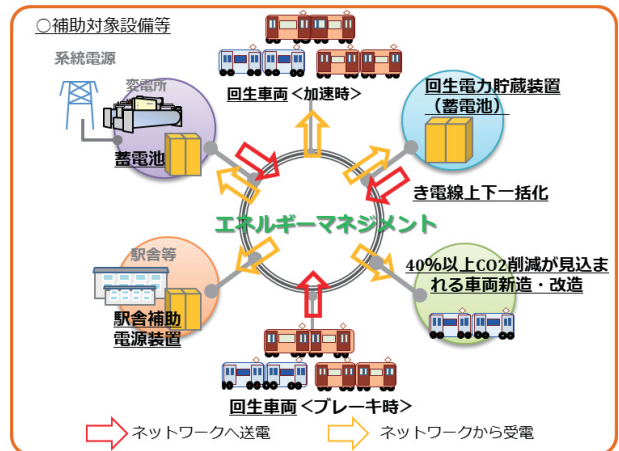 ○補助対象設備等
系統電源
変電所
蓄電池
回生車両<加速時>
回生電力貯蔵装置
(蓄電池)
き電線上下一括化
エネルギーマネジメント
駅舎等
駅舎補助
電源装置
40%以上CO2削減が見込ま
れる車両新造・改造
回生車両<ブレーキ時>
ネットワークへ送電
ネットワークから受電